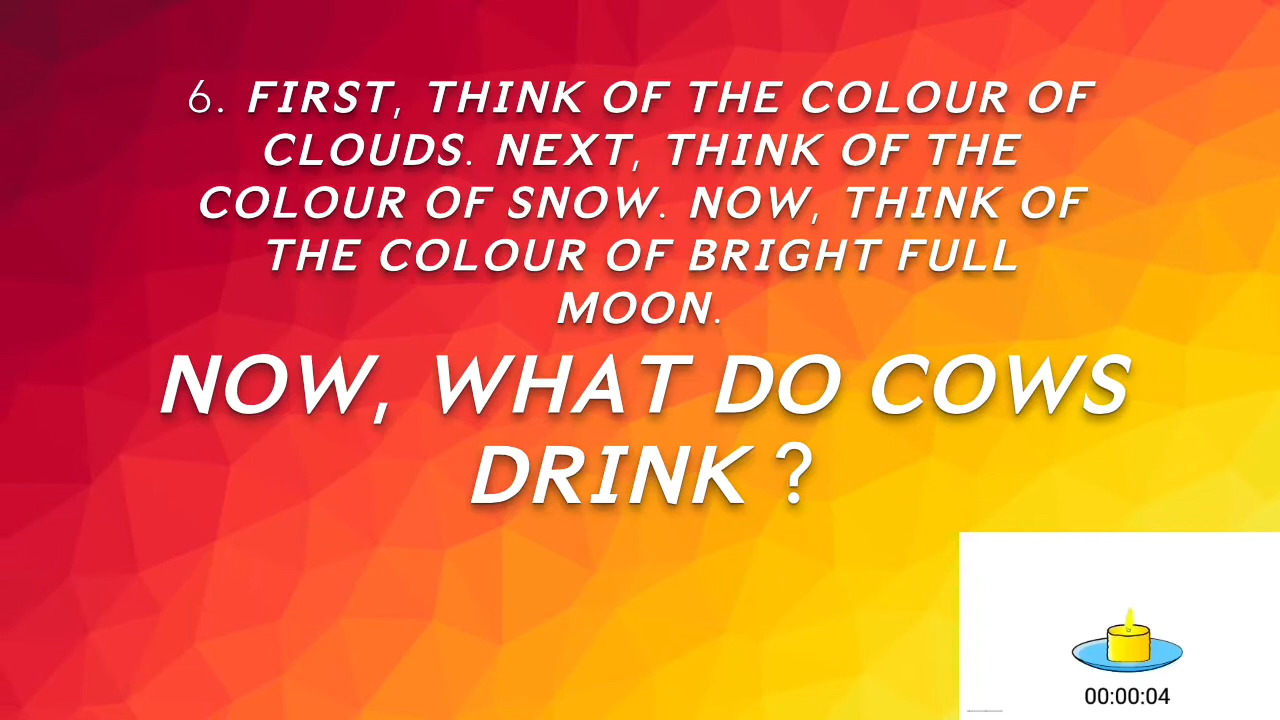 6. FIRST, THINK OF THE COLOUR OF
CLOUDS. NEXT, THINK OF THE
COLOUR OF SNOW. NOW, THINK OF
THE COLOUR OF BRIGHT FULL
MOON.
NOW, WHAT DO COWS
DRINK ?
00:00:04